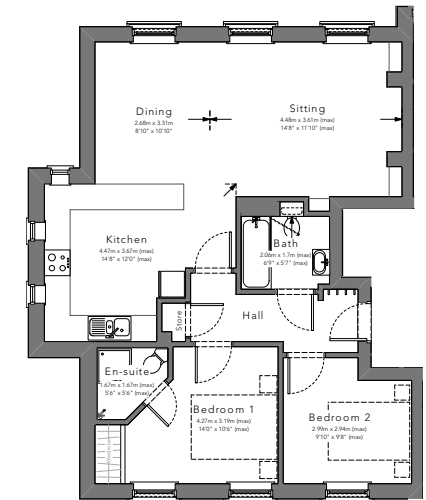 Dining
2.68m x 3.31m
8'10" x 10'10"
Sitting
4.48m x 3.61m (max)
14'8" x 11'10" (max)
Kitchen
4.47m x 3.67m (max)
14'8" x 12'0" (max)
Bath
2.06m x 1.7m (max)
6'9" x 5'7" (max)
Store
Hall
En-suite
1.67m x 1.67m (max)
5'6" x 5'6" (max)
Bedroom 1
4.27m x 3.19m (max)
14'0" x 10'6" (max)
Bedroom 2
2.99m x 2.94m (max)
9'10" x 9'8" (max)